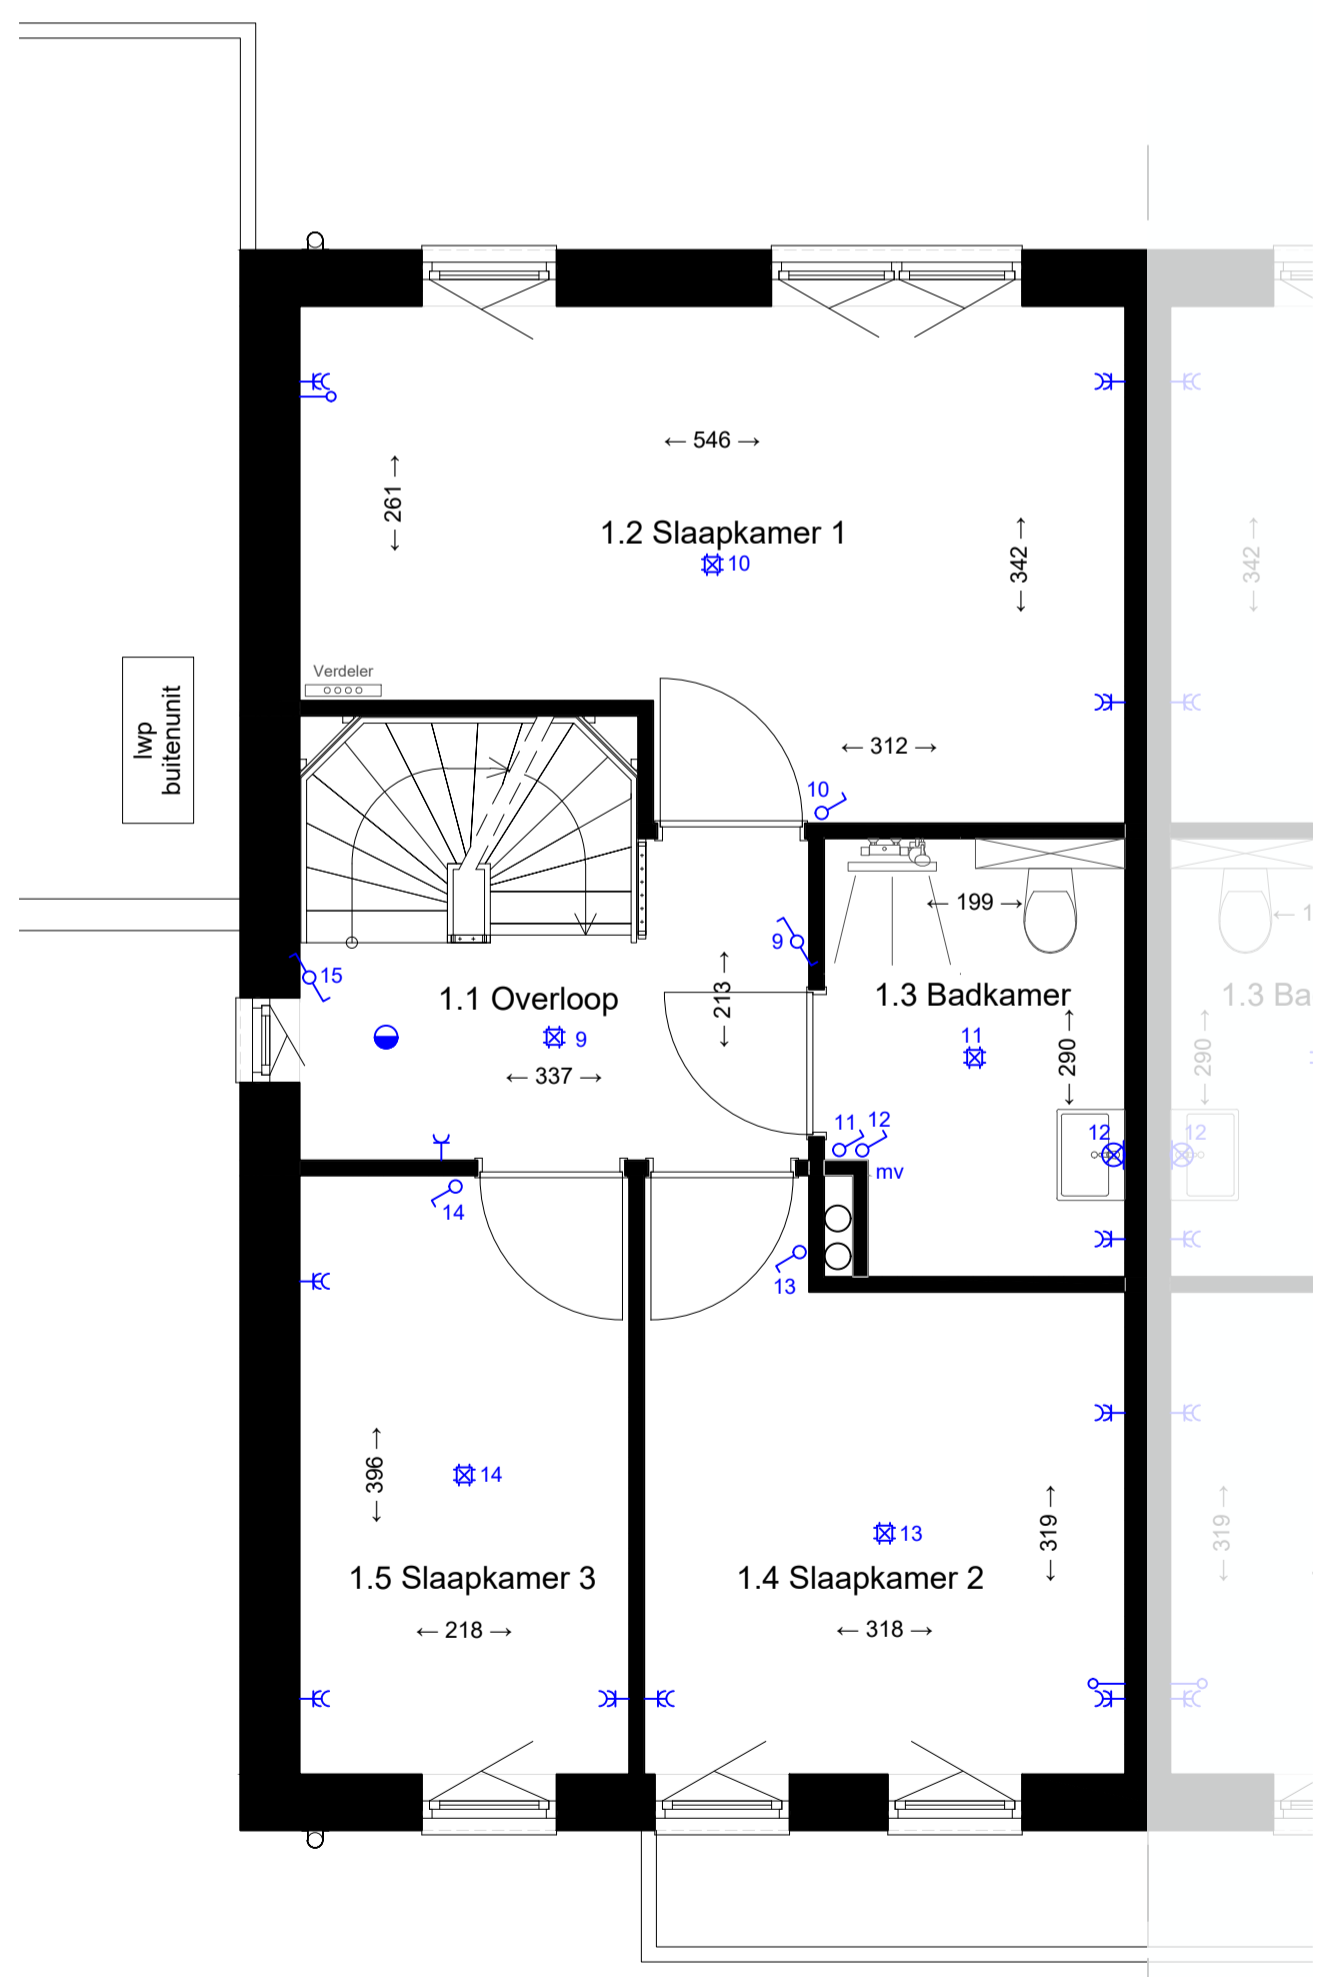 ← 546 →
← 261 →
1.2 Slaapkamer 1
10
← 342 →
← 342 →
Verdeler
lwp
buitenunit
← 312 →
10
← 199 →
← 1
9
15
← 213 →
1.1 Overloop
1.3 Badkamer
1.3 Ba
9
11
← 290 →
← 290 →
← 337 →
11
12
12
12
mv
14
13
← 396 →
14
← 319 →
← 319 →
13
1.5 Slaapkamer 3
1.4 Slaapkamer 2
← 218 →
← 318 →